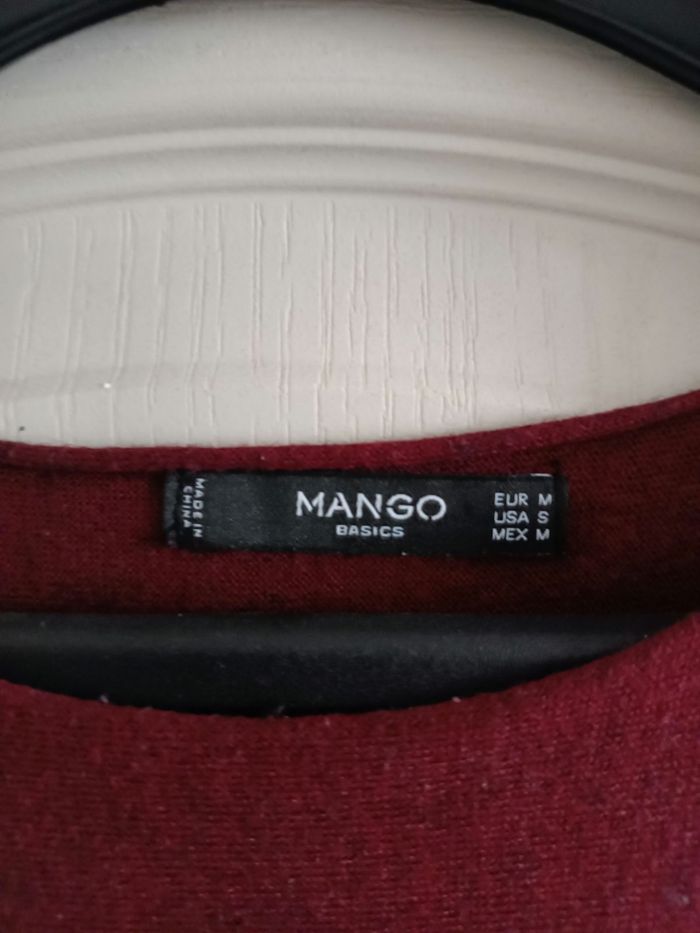 MADE IN
CHINA
MANGO
BASICS
EUR M
USA S
MEX M